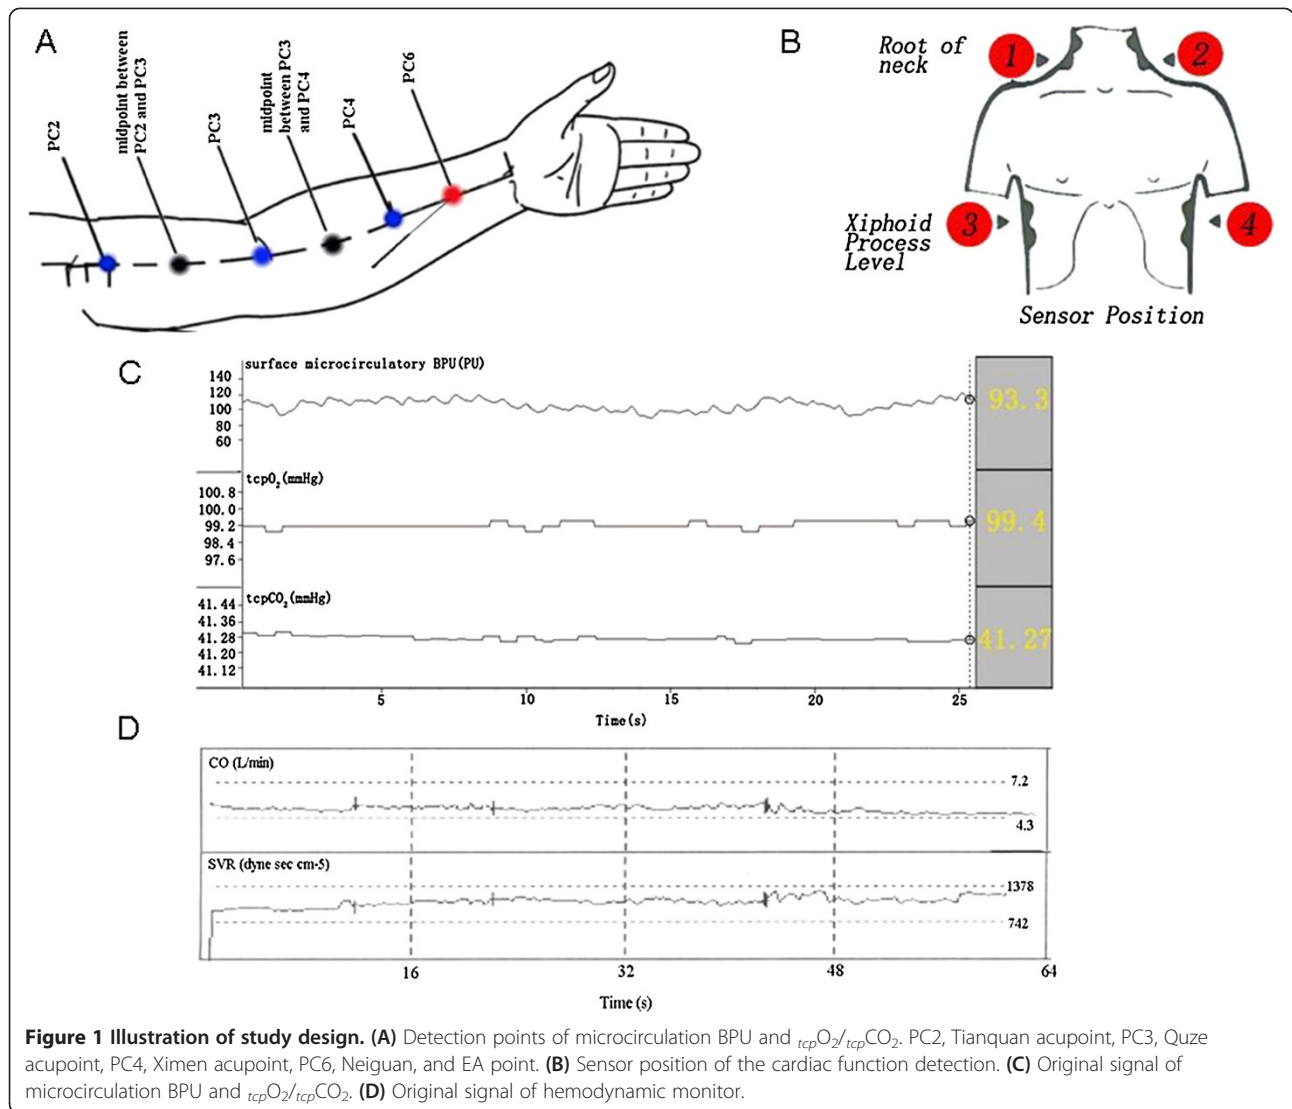 A
PC2
midpoint between
PC2 and PC3
PC3
midpoint
between PC3
and PC4
PC4
PC6
B
Root of
neck
1
2
3
4
Xiphoid
Process
Level
Sensor Position
C
surface microcirculatory BPU(PU)
140
120
100
80
60
93.3
tcpO₂(mmHg)
100.8
100.0
99.2
98.4
97.6
99.4
tcpCO₂(mmHg)
41.44
41.36
41.28
41.20
41.12
41.27
5 10 15 20 25
Time(s)
D
CO (L/min)
7.2
4.3
SVR (dyne sec cm-5)
1378
742
16 32 48 64
Time (s)
Figure 1 Illustration of study design. (A) Detection points of microcirculation BPU and tcpO₂/tcpCO₂. PC2, Tianquan acupoint, PC3, Quze
acupoint, PC4, Ximen acupoint, PC6, Neiguan, and EA point. (B) Sensor position of the cardiac function detection. (C) Original signal of
microcirculation BPU and tcpO₂/tcpCO₂. (D) Original signal of hemodynamic monitor.